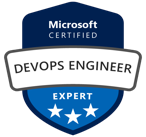 Microsoft
CERTIFIED
DEVOPS ENGINEER
EXPERT